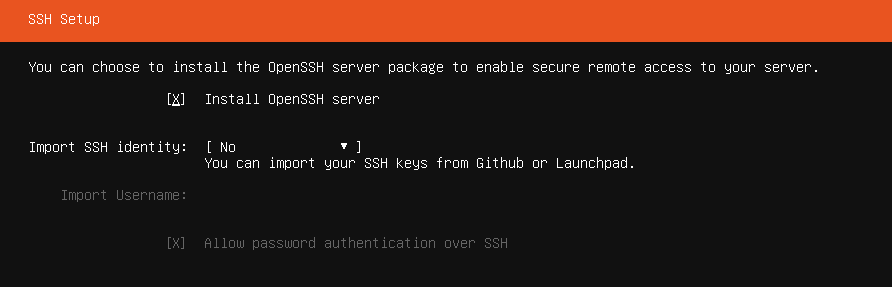 SSH Setup
You can choose to install the OpenSSH server package to enable secure remote access to your server.
[X] Install OpenSSH server
Import SSH identity: [ No ▼ ]
You can import your SSH keys from Github or Launchpad.
Import Username:
[X] Allow password authentication over SSH